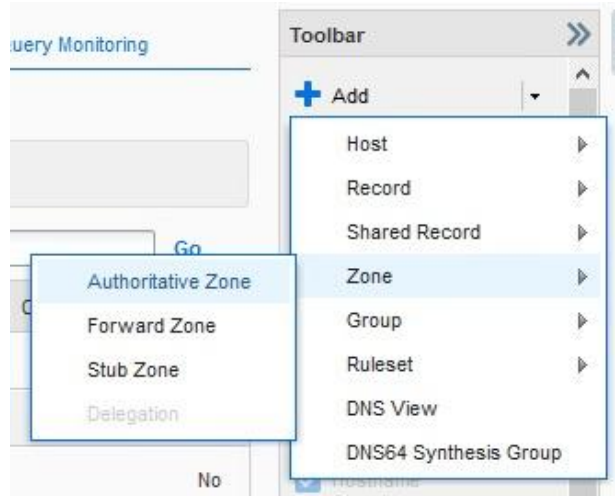 uery Monitoring
Toolbar
Add
Host
Record
Shared Record
Go
Authoritative Zone
Zone
Forward Zone
Group
Stub Zone
Ruleset
Delegation
DNS View
DNS64 Synthesis Group
No
Hostname